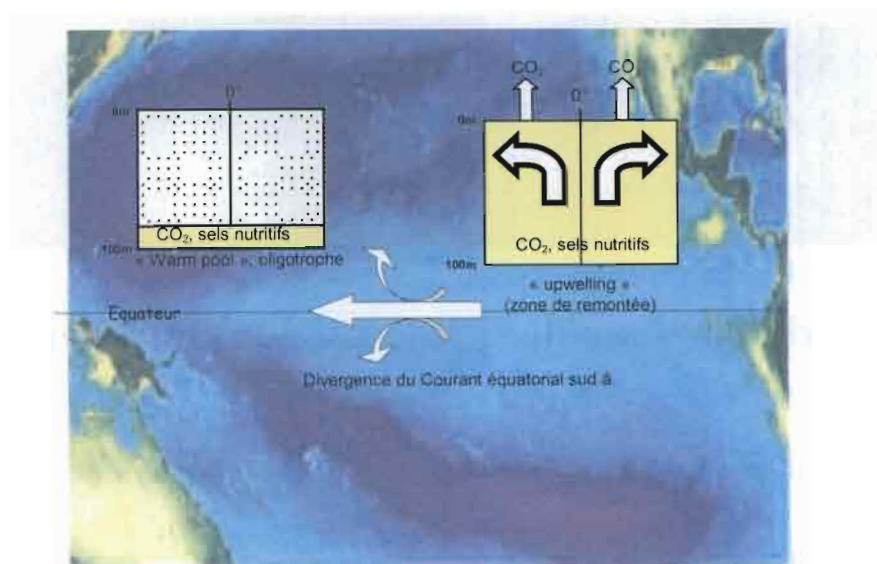 0°
0m
CO₂, sels nutritifs
100m
« Warm pool », oligotrophe
CO₂ CO
0°
0m
CO₂, sels nutritifs
100m
« upwelling »
(zone de remontée)
Equateur
Divergence du Courant équatorial sud à